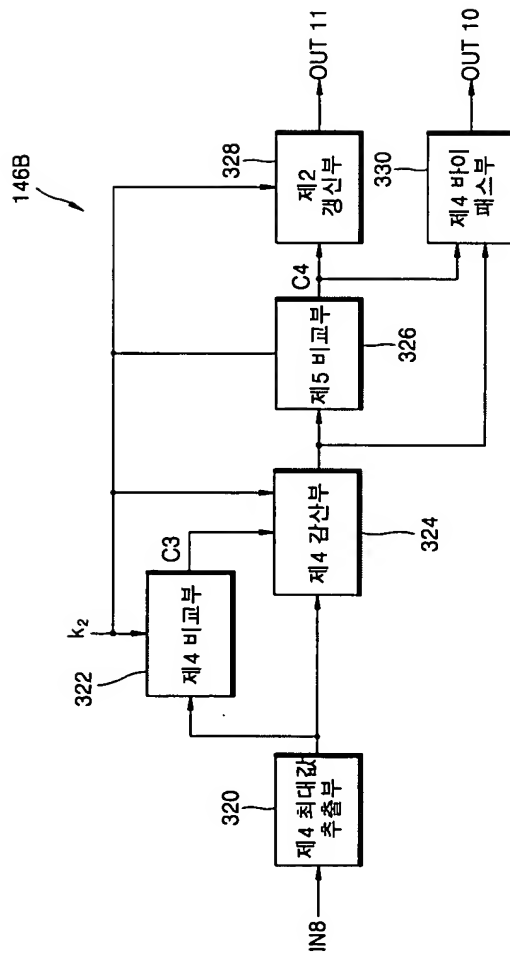 146B
k₂
322
제4 비교부
C3
IN8
320
제4 최대값
추출부
제4 감산부
324
제5 비교부
326
C4
328
제2
갱신부
OUT 11
330
제4 바이
패스부
OUT 10